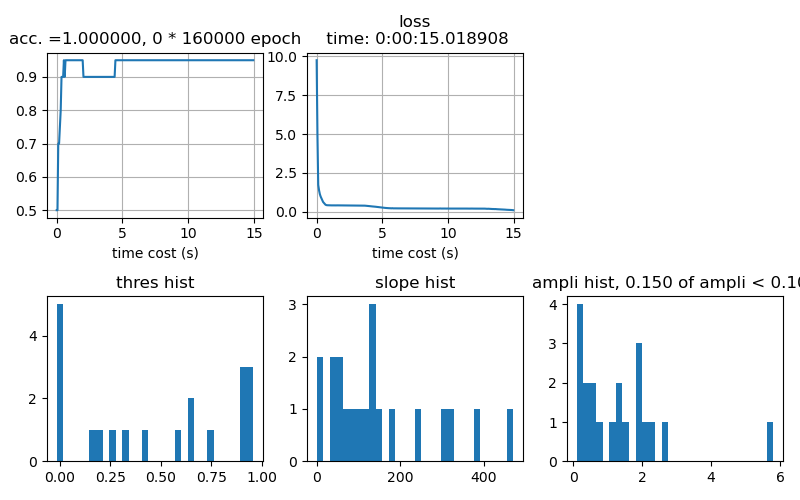 loss
acc. =1.000000, 0 * 160000 epoch
time: 0:00:15.018908
0.9
0.8
0.7
0.6
0.5
0 5 10 15
time cost (s)
10.0
7.5
5.0
2.5
0.0
0 5 10 15
time cost (s)
thres hist
4
2
0
0.00 0.25 0.50 0.75 1.00
slope hist
3
2
1
0
0 200 400
ampli hist, 0.150 of ampli < 0.10
4
3
2
1
0
0 2 4 6